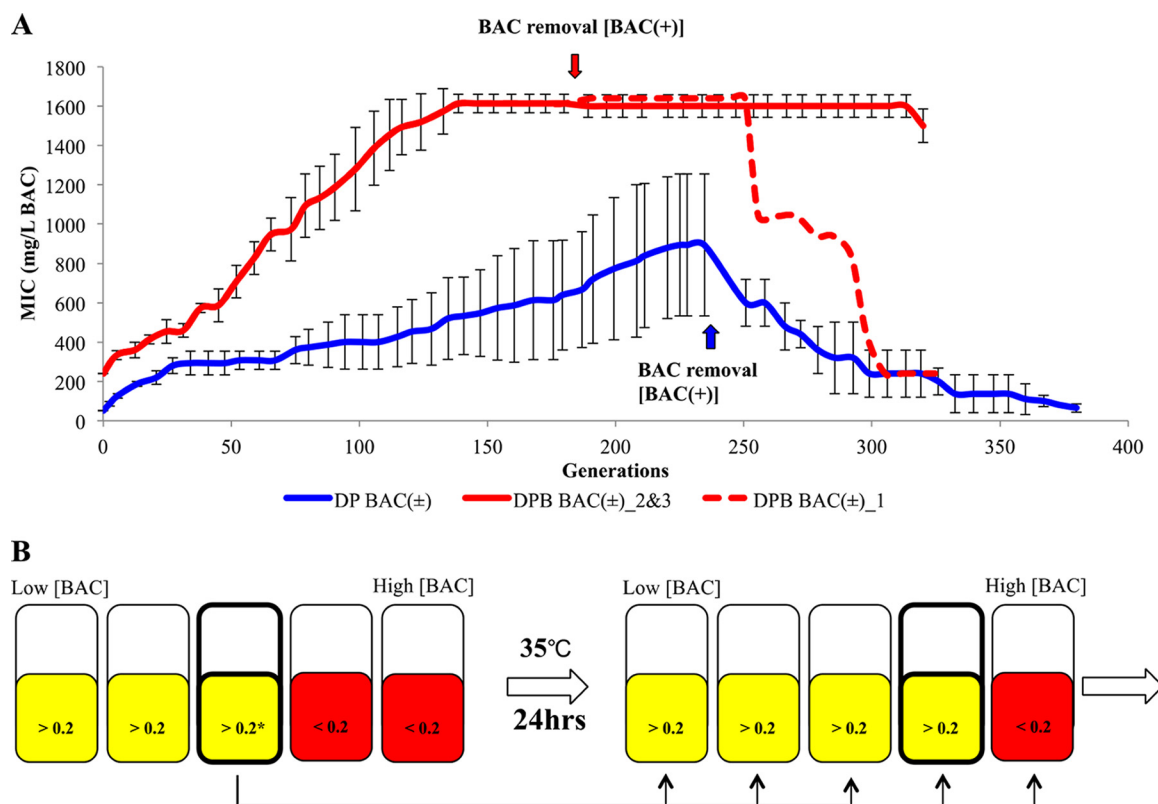 A
BAC removal [BAC(+)]
1800
1600
1400
1200
1000
800
600
400
200
0
MIC (mg/L BAC)
BAC removal
[BAC(+)]
0 50 100 150 200 250 300 350 400
Generations
DP BAC(±) DPB BAC(±)_2&3 DPB BAC(±)_1
B
Low [BAC] High [BAC] Low [BAC] High [BAC]
35℃
> 0.2 > 0.2 > 0.2* < 0.2 < 0.2 > 0.2 > 0.2 > 0.2 > 0.2 < 0.2
24hrs